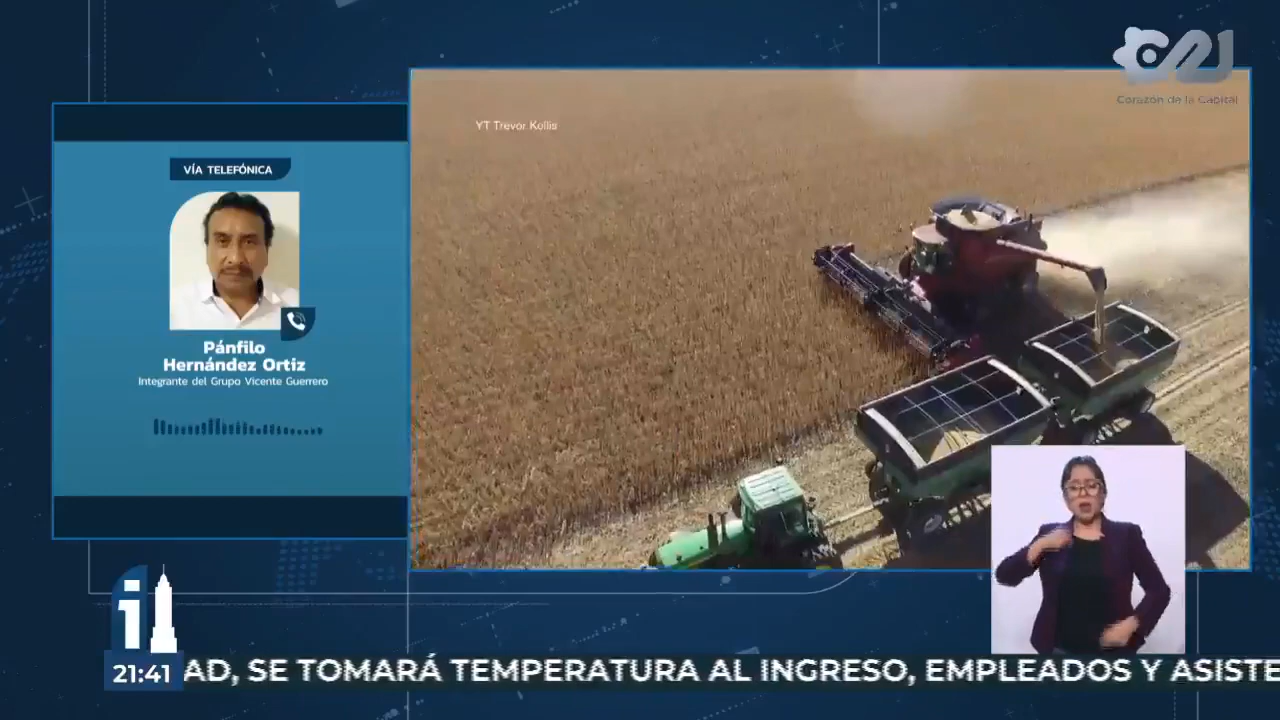 C21
Corazón de la Capital
YT Trevor Kollis
VÍA TELEFÓNICA
Pánfilo
Hernández Ortiz
Integrante del Grupo Vicente Guerrero
21:41
AD, SE TOMARÁ TEMPERATURA AL INGRESO, EMPLEADOS Y ASISTE